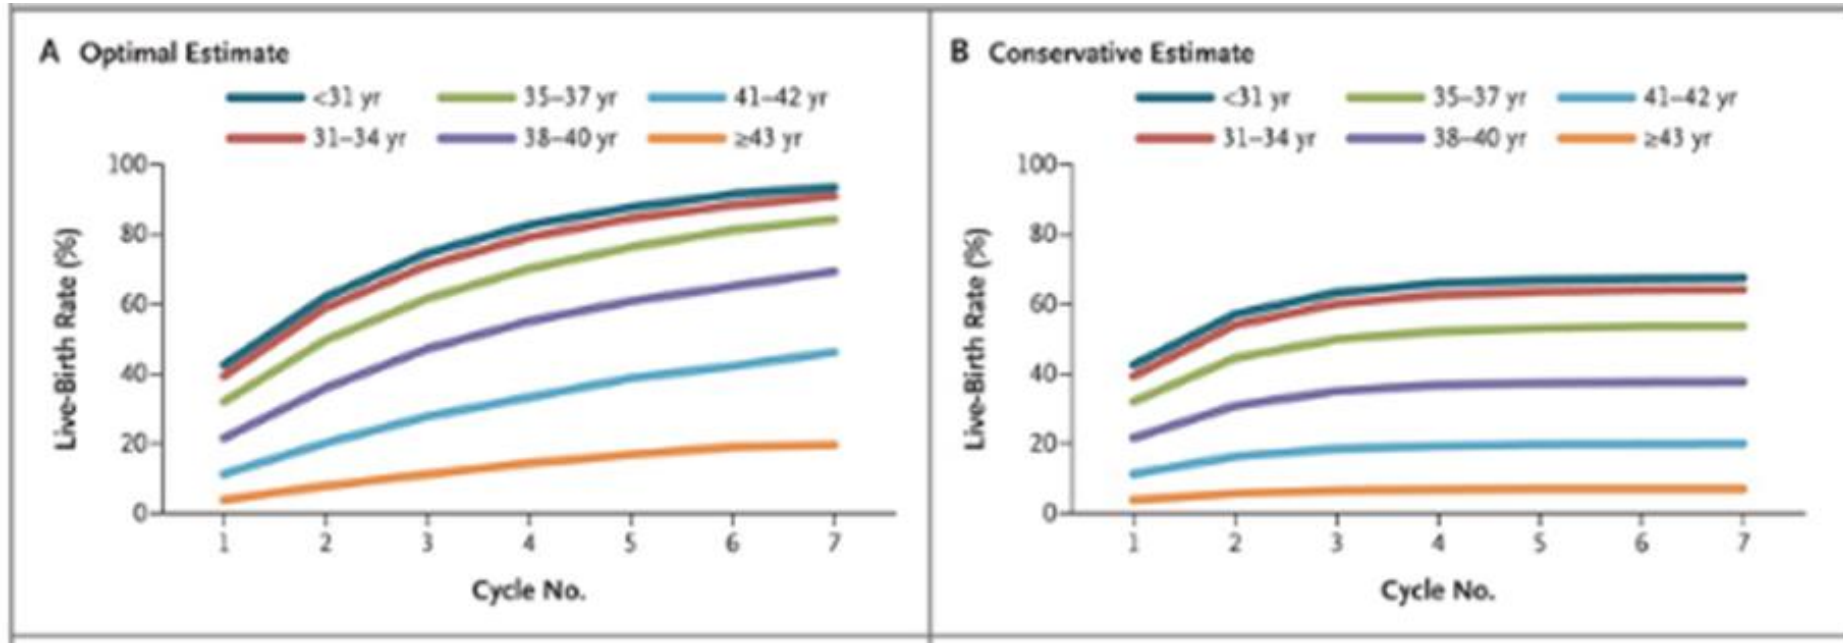 A Optimal Estimate
<31 yr 35–37 yr 41–42 yr
31–34 yr 38–40 yr ≥43 yr
100
80
60
40
20
0
Live-Birth Rate (%)
1 2 3 4 5 6 7
Cycle No.
B Conservative Estimate
<31 yr 35–37 yr 41–42 yr
31–34 yr 38–40 yr ≥43 yr
100
80
60
40
20
0
Live-Birth Rate (%)
1 2 3 4 5 6 7
Cycle No.